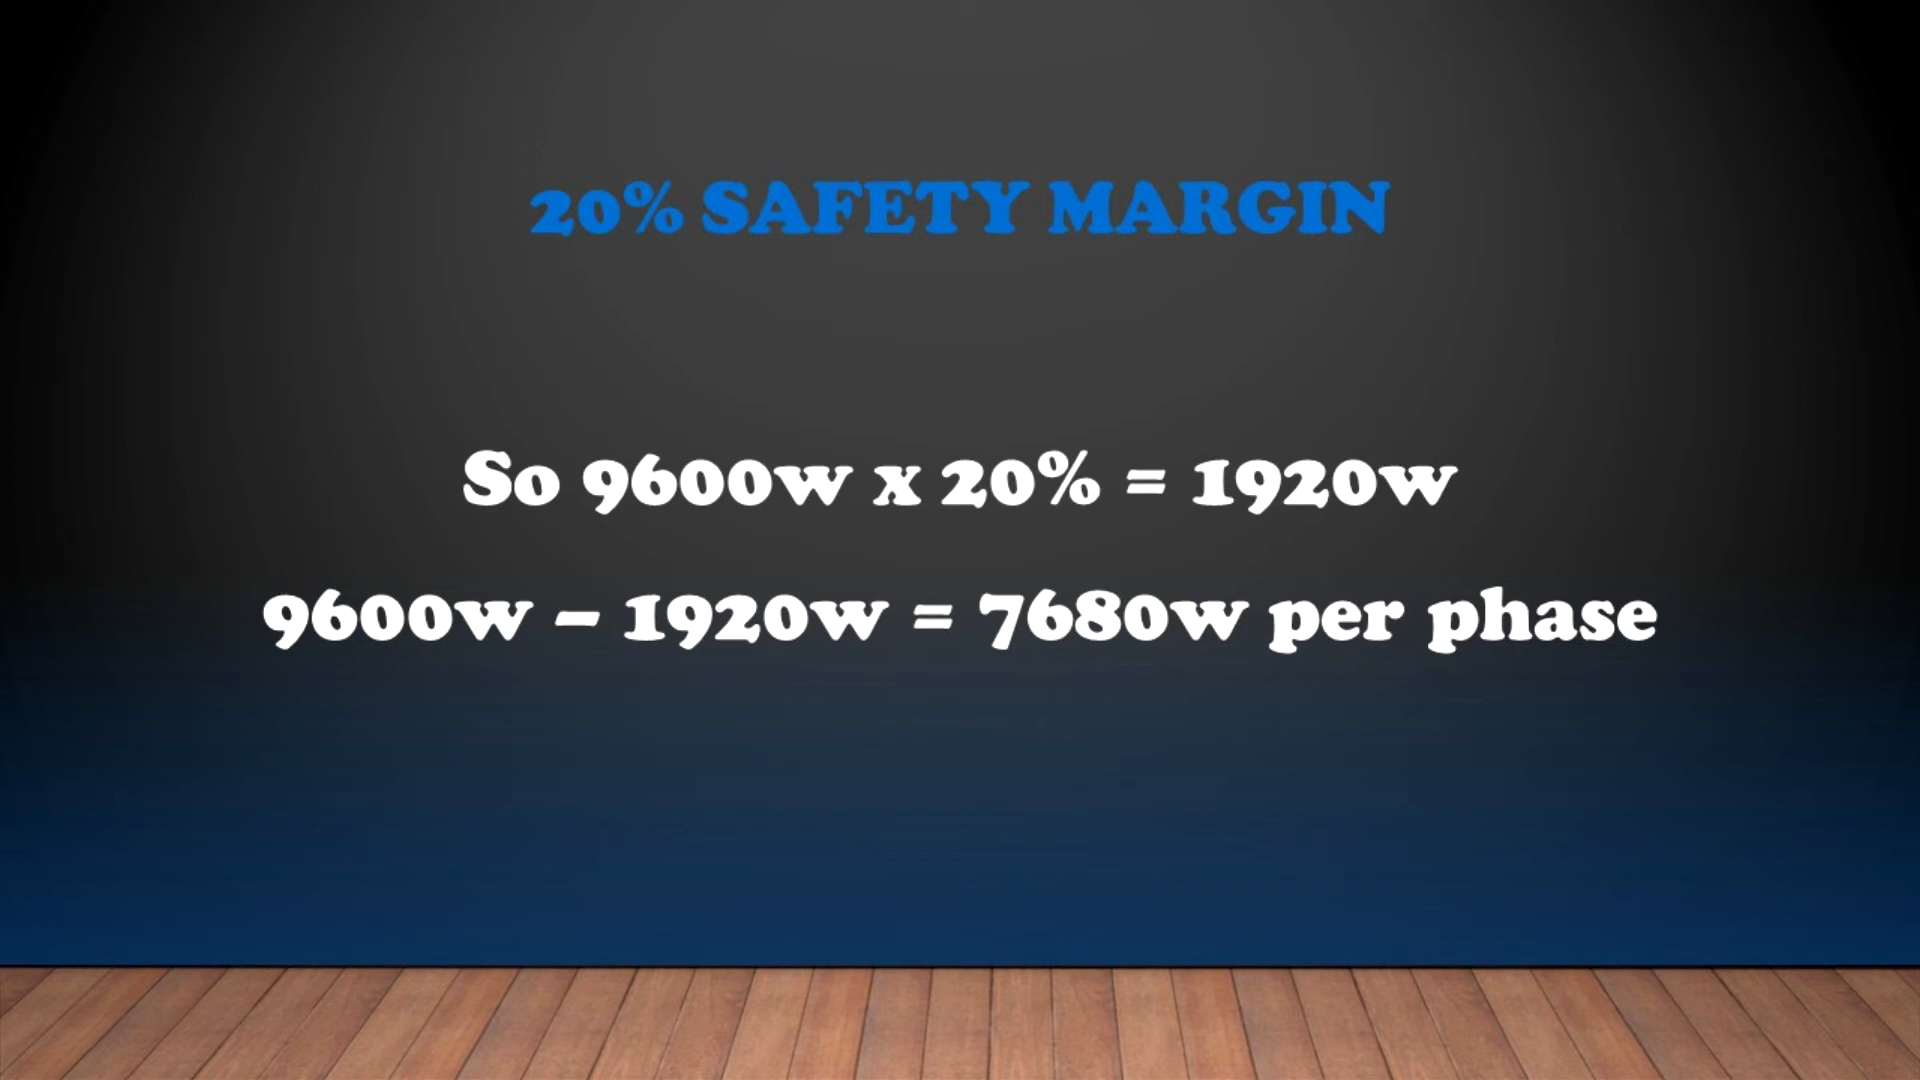 20% SAFETY MARGIN
So 9600w x 20% = 1920w
9600w – 1920w = 7680w per phase